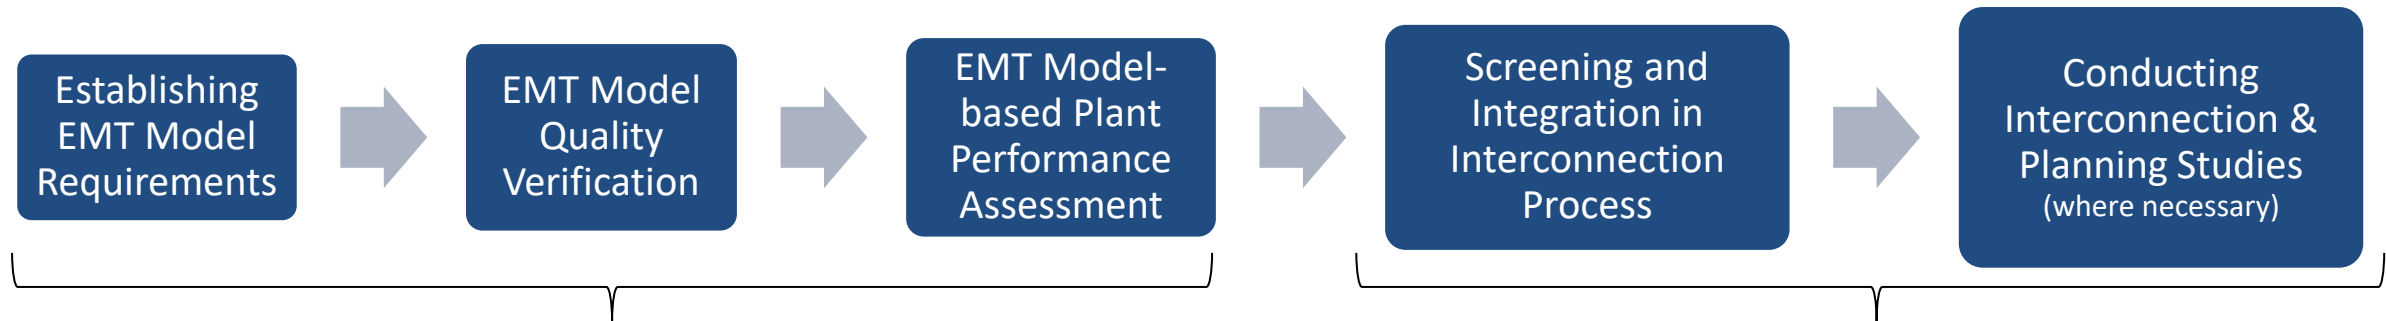 Establishing
EMT Model
Requirements
EMT Model
Quality
Verification
EMT Model-
based Plant
Performance
Assessment
Screening and
Integration in
Interconnection
Process
Conducting
Interconnection &
Planning Studies
(where necessary)